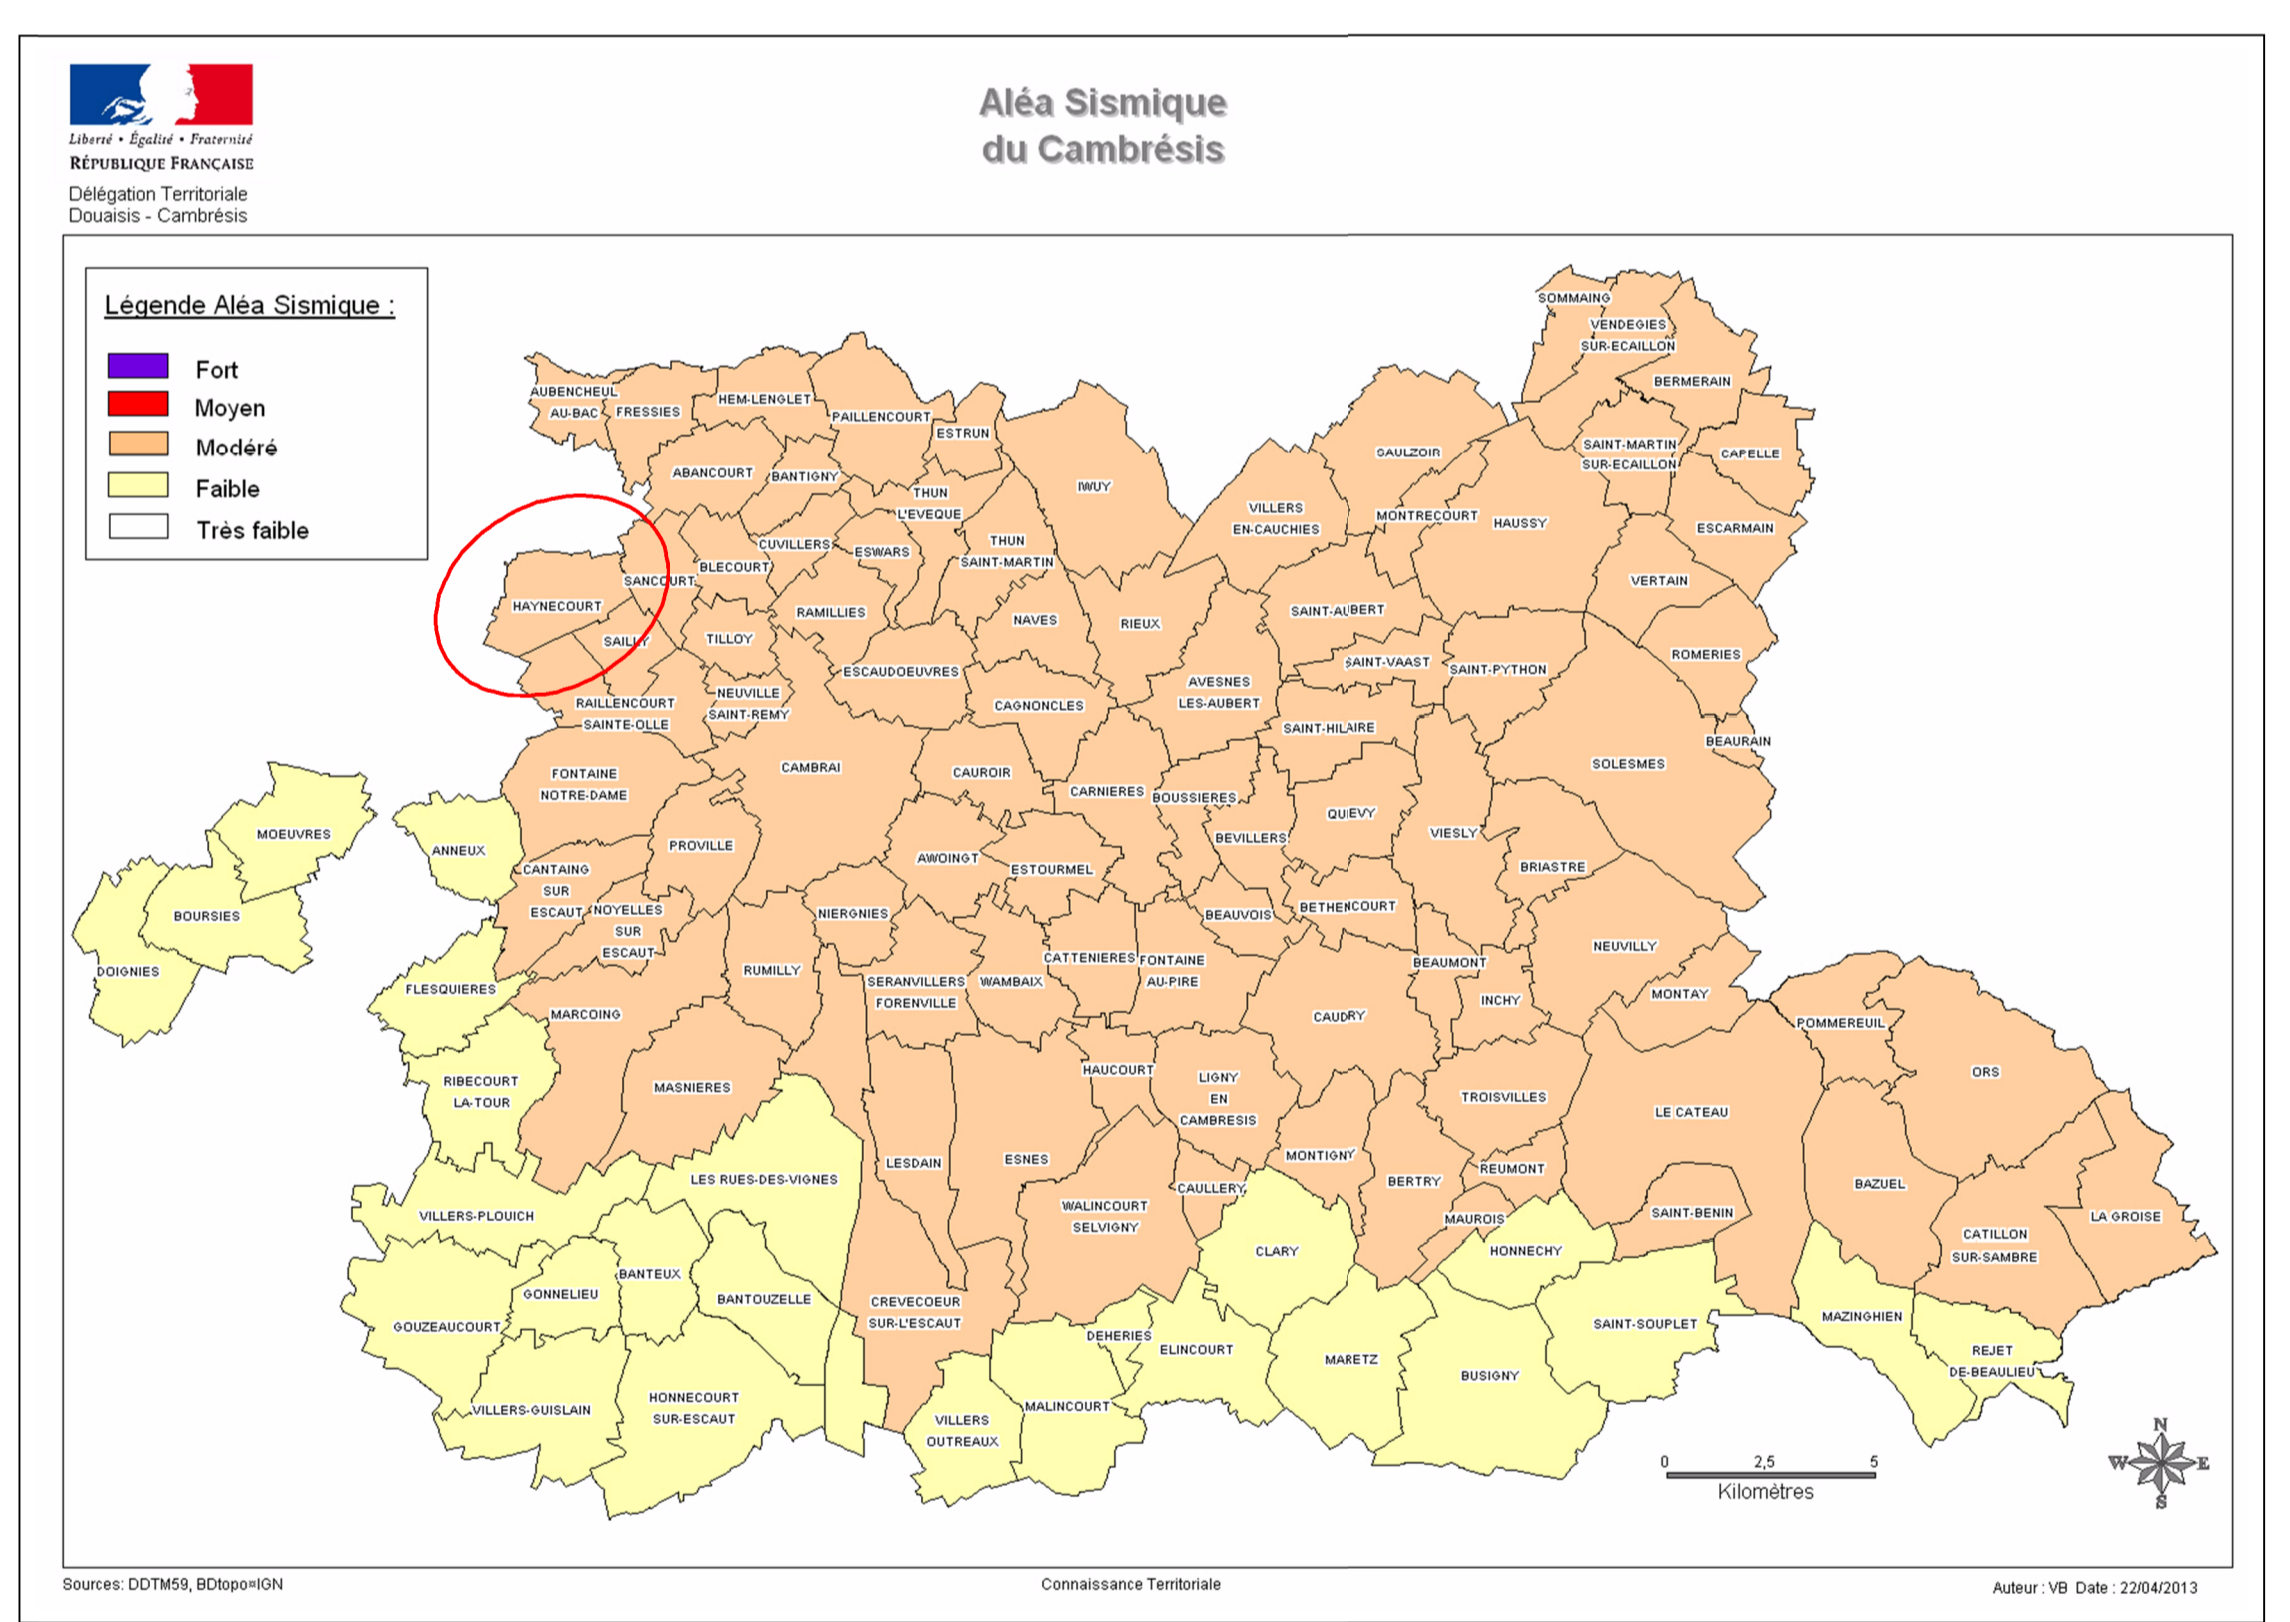 Aléa Sismique
du Cambrésis
Liberté • Égalité • Fraternité
RÉPUBLIQUE FRANÇAISE
Délégation Territoriale
Douaisis - Cambrésis
Légende Aléa Sismique :
Fort
Moyen
Modéré
Faible
Très faible
SOMMAING
VENDEGIES
SUR-ECAILLON
BERMERAIN
AUBENCHEUL
AU-BAC
FRESSIES
HEM-LENGLET
PAILLENCOURT
ESTRUN
SAINT-MARTIN
SUR-ECAILLON
CAPELLE
ABANCOURT
BANTIGNY
IWUY
SAULZOIR
THUN
L'EVEQUE
VILLERS
EN-CAUCHIES
MONTRECOURT
HAUSSY
ESCARMAIN
CUVILLERS
ESWARS
THUN
SAINT-MARTIN
BLECOURT
SANCOURT
VERTAIN
HAYNECOURT
RAMILLIES
NAVES
RIEUX
SAINT-AUBERT
SAILLY
TILLOY
ROMERIES
ESCAUDOEUVRES
SAINT-VAAST
SAINT-PYTHON
NEUVILLE
SAINT-REMY
RAILLENCOURT
SAINTE-OLLE
CAGNONCLES
AVESNES
LES-AUBERT
SAINT-HILAIRE
BEAURAIN
SOLESMES
FONTAINE
NOTRE-DAME
CAMBRAI
CAUROIR
CARNIERES
BOUSSIERES
QUIEVY
VIESLY
BEVILLERS
MOEUVRES
ANNEUX
PROVILLE
AWOINGT
ESTOURMEL
BRIASTRE
CANTAING
SUR
ESCAUT
NOYELLES
SUR
ESCAUT
NIERGNIES
BEAUVOIS
BETHENCOURT
BOURSIES
NEUVILLY
DOIGNIES
FLESQUIERES
RUMILLY
SERANVILLERS
FORENVILLE
WAMBAIX
CATTENIERES
FONTAINE
AU-PIRE
BEAUMONT
INCHY
MONTAY
MARCOING
CAUDRY
POMMEREUIL
ORS
RIBECOURT
LA-TOUR
MASNIERES
HAUCOURT
LIGNY
EN
CAMBRESIS
TROISVILLES
LE CATEAU
LES RUES-DES-VIGNES
LESDAIN
ESNES
MONTIGNY
BERTRY
REUMONT
BAZUEL
CAULLERY
WALINCOURT
SELVIGNY
MAUROIS
SAINT-BENIN
LA GROISE
VILLERS-PLOUICH
CATILLON
SUR-SAMBRE
CLARY
HONNECHY
BANTEUX
GONNELIEU
BANTOUZELLE
CREVECOEUR
SUR-L'ESCAUT
GOUZEAUCOURT
DEHERIES
ELINCOURT
MARETZ
SAINT-SOUPLET
MAZINGHIEN
REJET
DE-BEAULIEU
BUSIGNY
VILLERS-GUISLAIN
HONNECOURT
SUR-ESCAUT
VILLERS
OUTREAUX
MALINCOURT
0 2,5 5
Kilomètres
N
W E
S
Sources: DDTM59, BDtopo¤IGN
Connaissance Territoriale
Auteur : VB Date : 22/04/2013